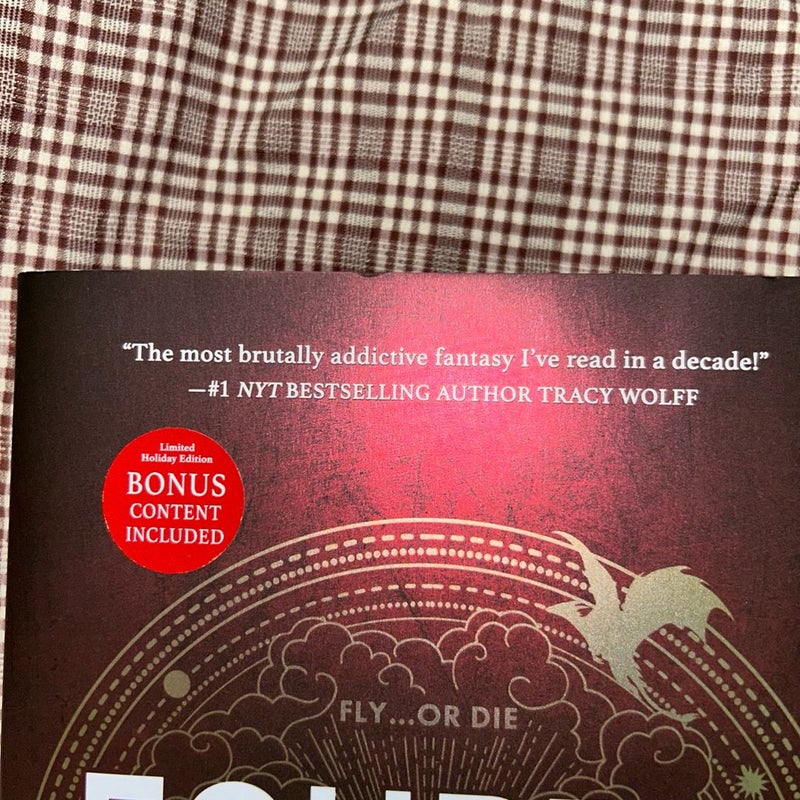 “The most brutally addictive fantasy I’ve read in a decade!”
—#1 NYT BESTSELLING AUTHOR TRACY WOLFF
Limited
Holiday Edition
BONUS
CONTENT
INCLUDED
FLY...OR DIE